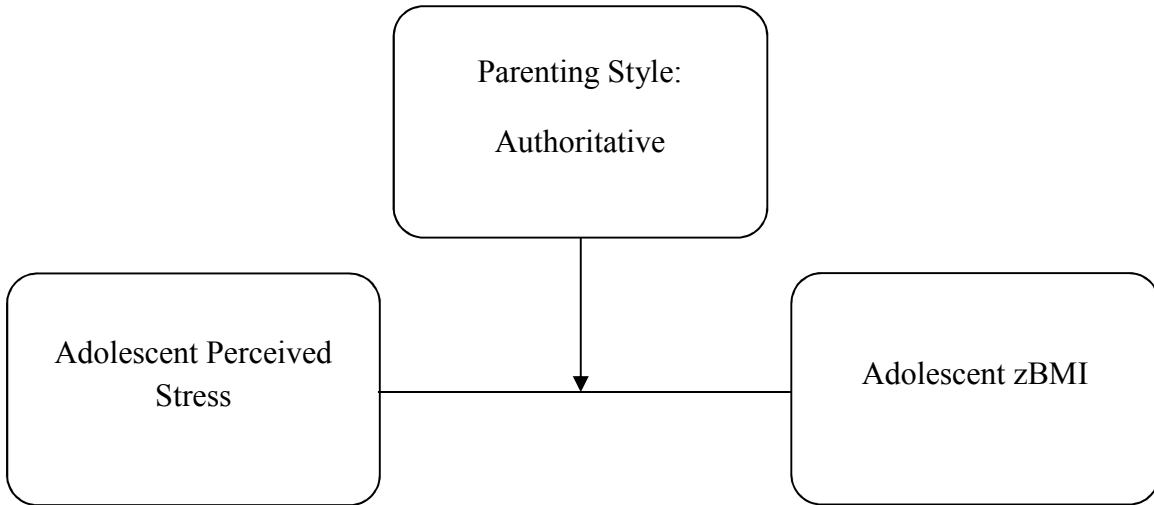 Parenting Style:
Authoritative
Adolescent Perceived
Stress
Adolescent zBMI